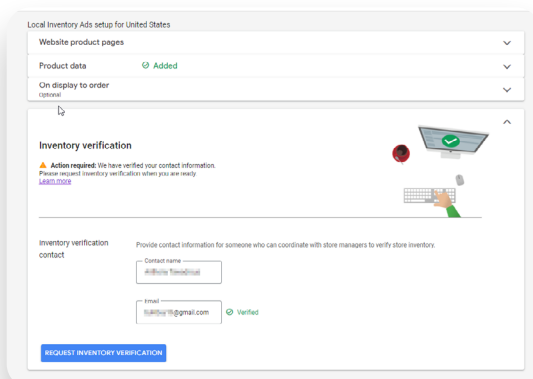 Local Inventory Ads setup for United States
Website product pages
Product data Added
On display to order
Optional
Inventory verification
Action required: We have verified your contact information.
Please request inventory verification when you are ready
Learn more
Inventory verification contact
Provide contact information for someone who can coordinate with store managers to verify store inventory.
Contact name
Email
@gmail.com Verified
REQUEST INVENTORY VERIFICATION